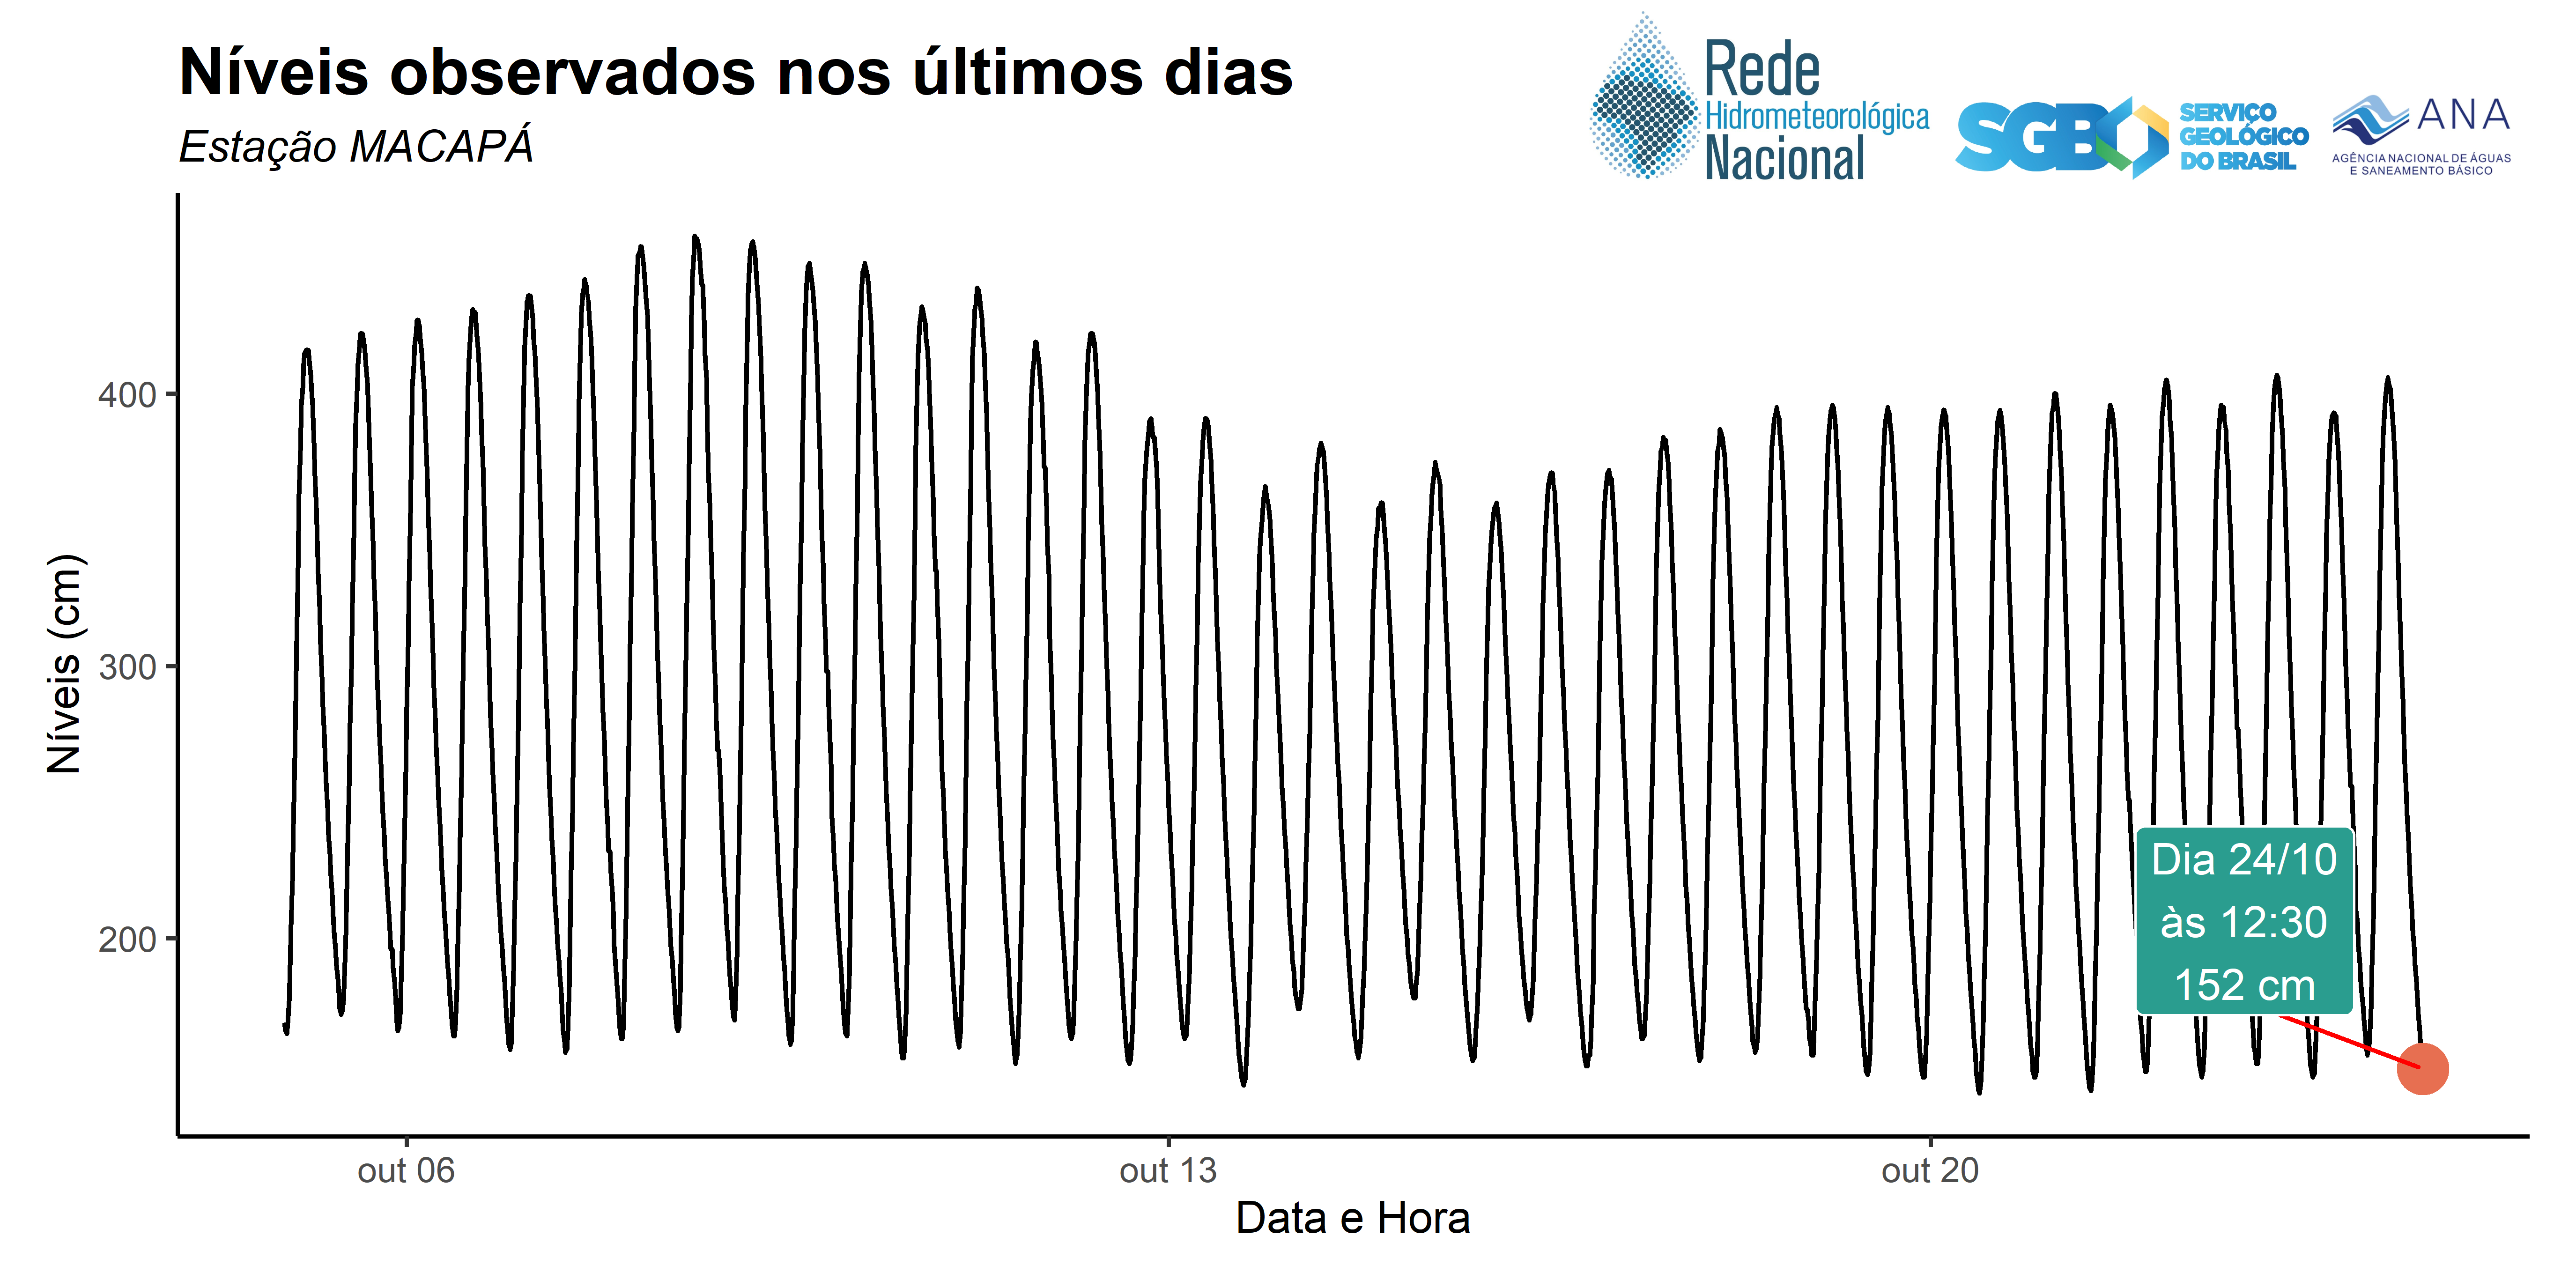 Níveis observados nos últimos dias
Estação MACAPÁ
Rede
Hidrometeorológica
Nacional
SGB
SERVIÇO
GEOLÓGICO
DO BRASIL
ANA
AGÊNCIA NACIONAL DE ÁGUAS
E SANEAMENTO BÁSICO
Níveis (cm)
400
300
200
Dia 24/10
às 12:30
152 cm
out 06
out 13
out 20
Data e Hora